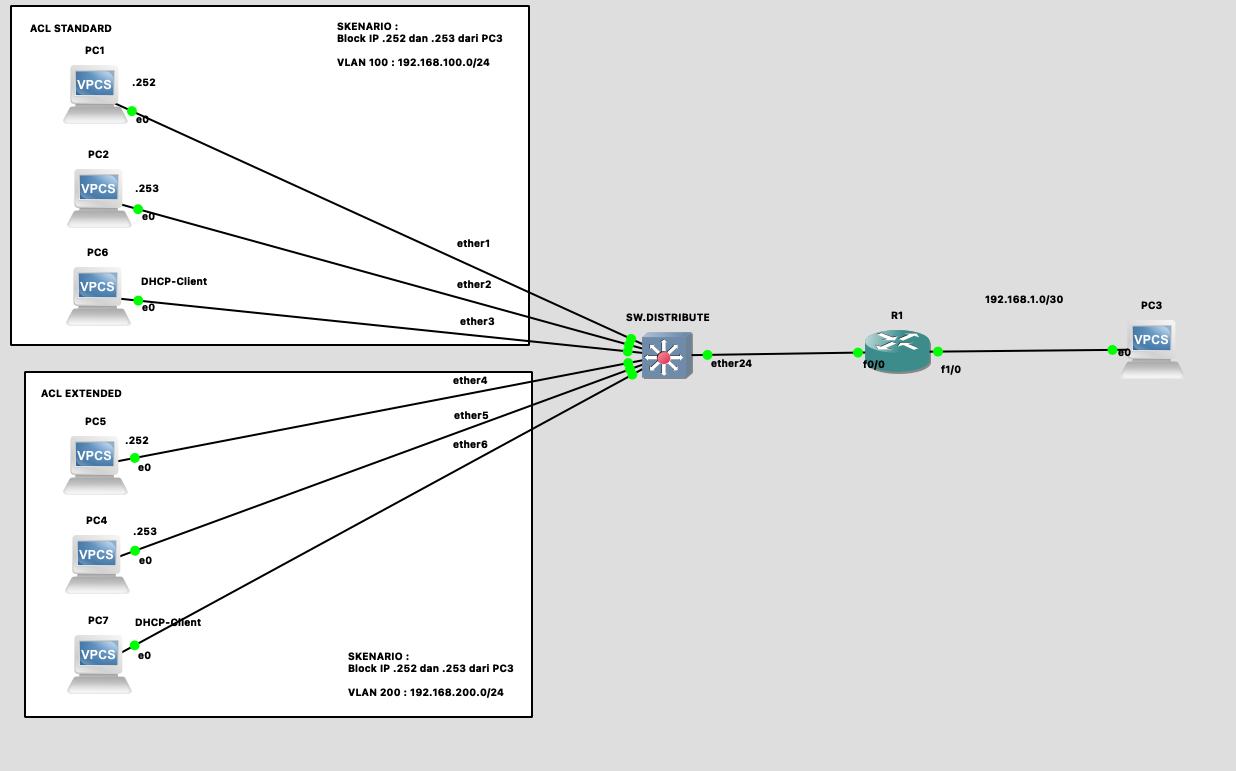 ACL STANDARD
SKENARIO :
Block IP .252 dan .253 dari PC3
VLAN 100 : 192.168.100.0/24
PC1
VPCS
.252
e0
PC2
VPCS
.253
e0
PC6
VPCS
DHCP-Client
e0
ether1
ether2
ether3
SW.DISTRIBUTE
ether24
R1
f0/0
f1/0
192.168.1.0/30
PC3
VPCS
e0
ACL EXTENDED
ether4
ether5
ether6
PC5
VPCS
.252
e0
PC4
VPCS
.253
e0
PC7
VPCS
DHCP-Client
e0
SKENARIO :
Block IP .252 dan .253 dari PC3
VLAN 200 : 192.168.200.0/24